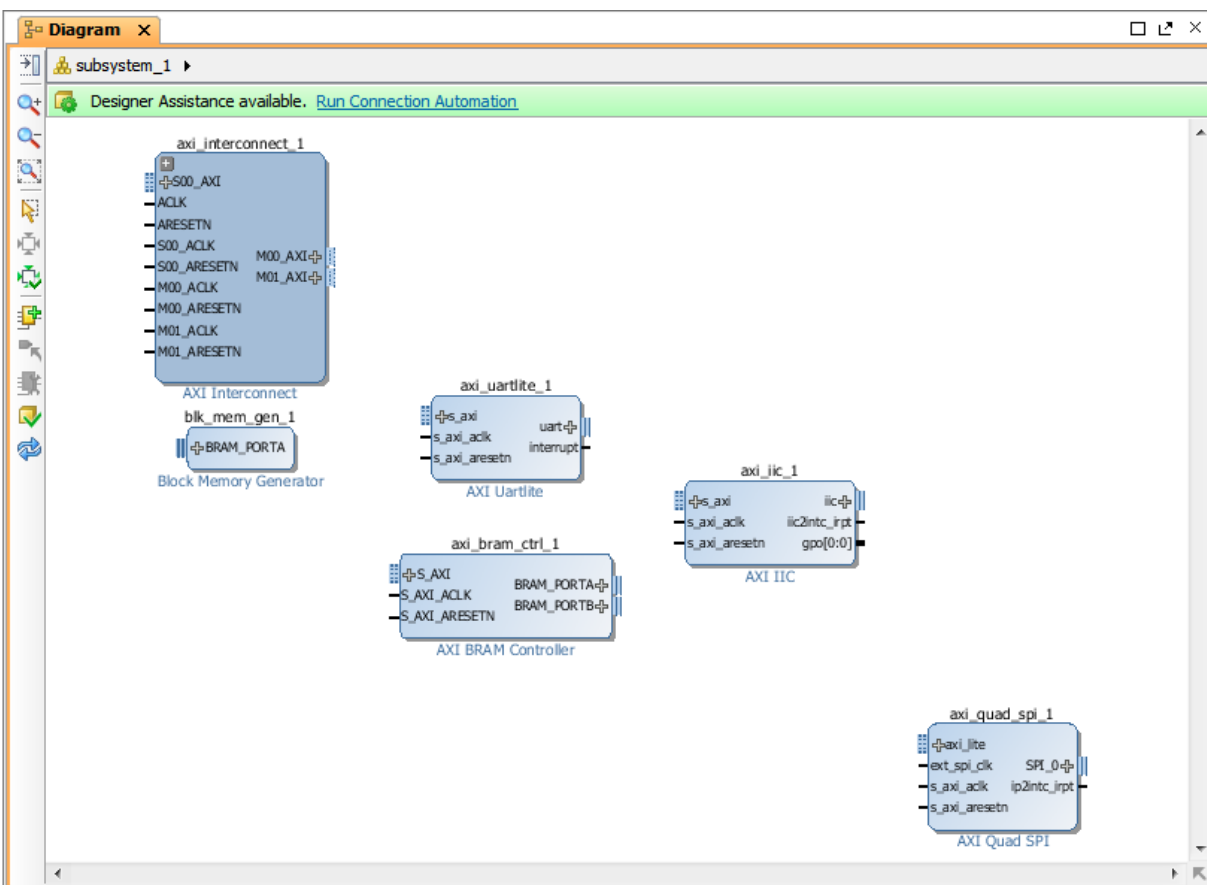 Diagram
subsystem_1
Designer Assistance available. Run Connection Automation
axi_interconnect_1
S00_AXI
ACLK
ARESETN
S00_ACLK
S00_ARESETN
M00_ACLK
M00_ARESETN
M01_ACLK
M01_ARESETN
M00_AXI
M01_AXI
AXI Interconnect
blk_mem_gen_1
BRAM_PORTA
Block Memory Generator
axi_uartlite_1
s_axi
s_axi_aclk
s_axi_aresetn
uart
interrupt
AXI Uartlite
axi_iic_1
s_axi
s_axi_aclk
s_axi_aresetn
iic
iic2intc_irpt
gpo[0:0]
AXI IIC
axi_bram_ctrl_1
S_AXI
S_AXI_ACLK
S_AXI_ARESETN
BRAM_PORTA
BRAM_PORTB
AXI BRAM Controller
axi_quad_spi_1
axi_lite
ext_spi_clk
s_axi_aclk
s_axi_aresetn
SPI_0
ip2intc_irpt
AXI Quad SPI